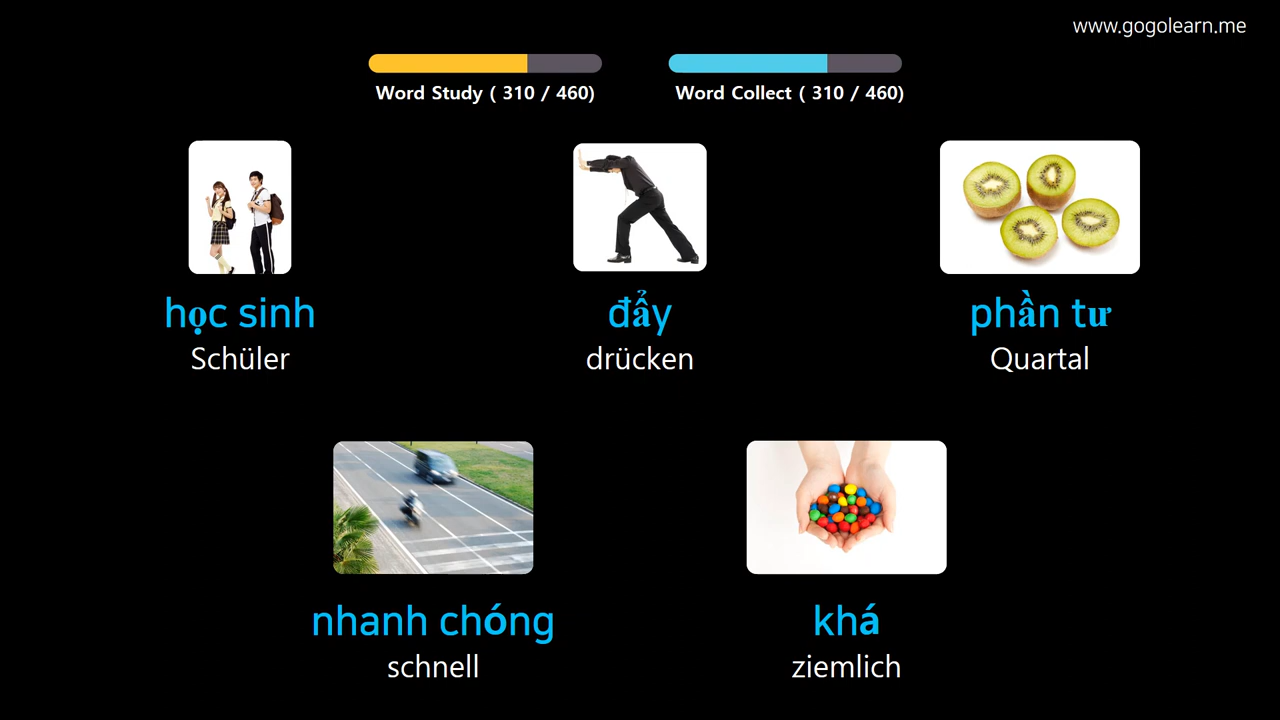 www.gogolearn.me
Word Study ( 310 / 460)
Word Collect ( 310 / 460)
học sinh
Schüler
đẩy
drücken
phần tư
Quartal
nhanh chóng
schnell
khá
ziemlich